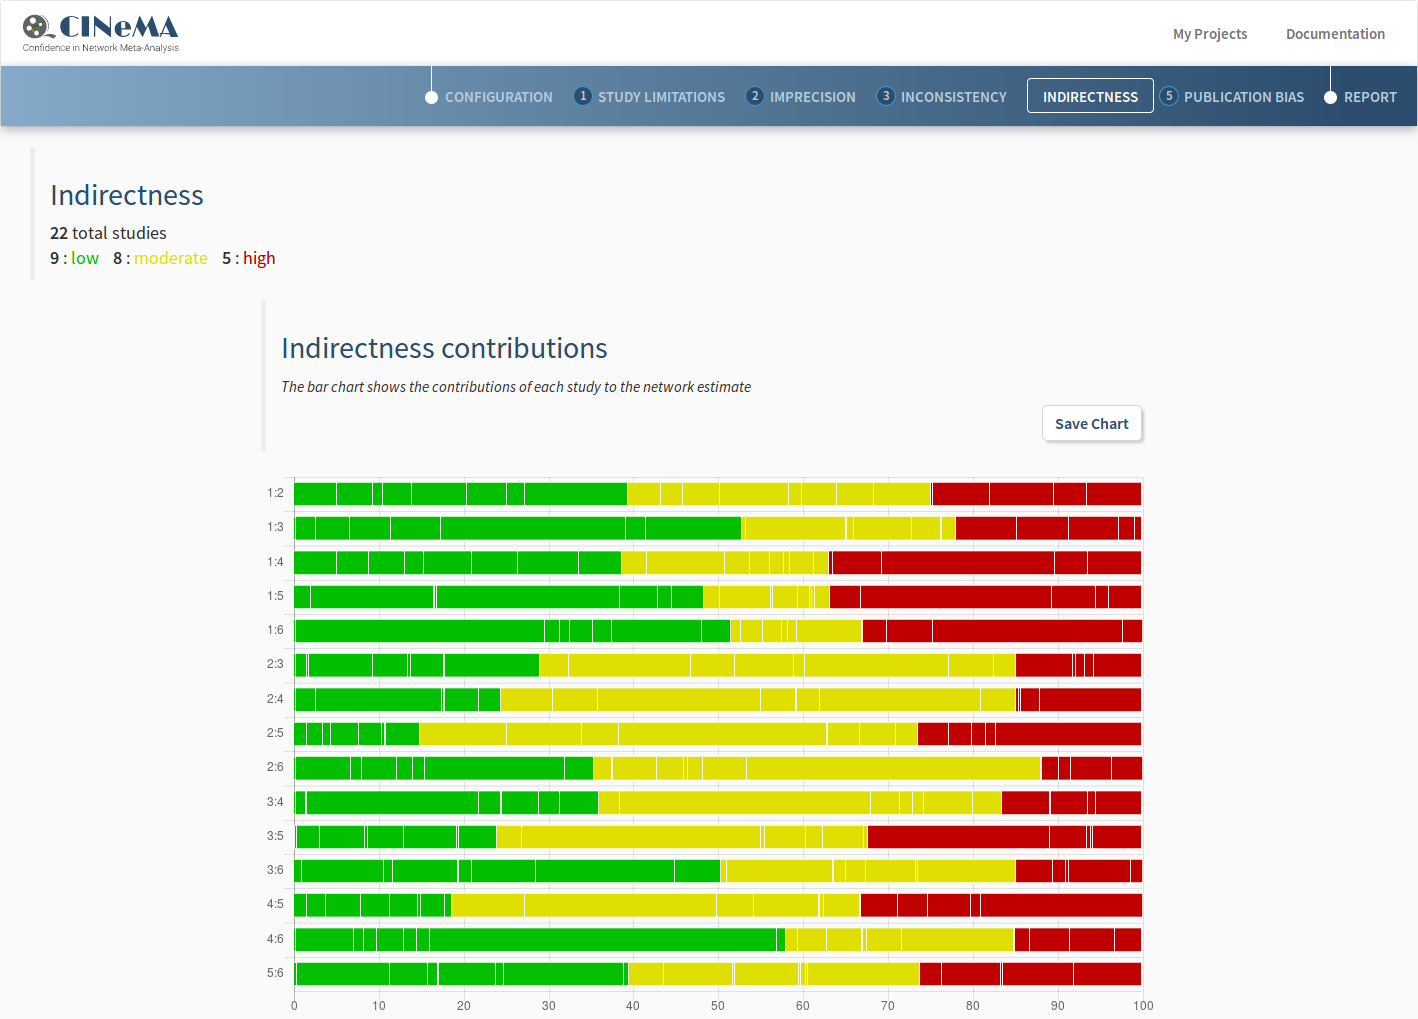 CINeMA
Confidence in Network Meta-Analysis
My Projects Documentation
CONFIGURATION 1 STUDY LIMITATIONS 2 IMPRECISION 3 INCONSISTENCY INDIRECTNESS 5 PUBLICATION BIAS REPORT
Indirectness
22 total studies
9 : low 8 : moderate 5 : high
Indirectness contributions
The bar chart shows the contributions of each study to the network estimate
Save Chart
1:2
1:3
1:4
1:5
1:6
2:3
2:4
2:5
2:6
3:4
3:5
3:6
4:5
4:6
5:6
0 10 20 30 40 50 60 70 80 90 100